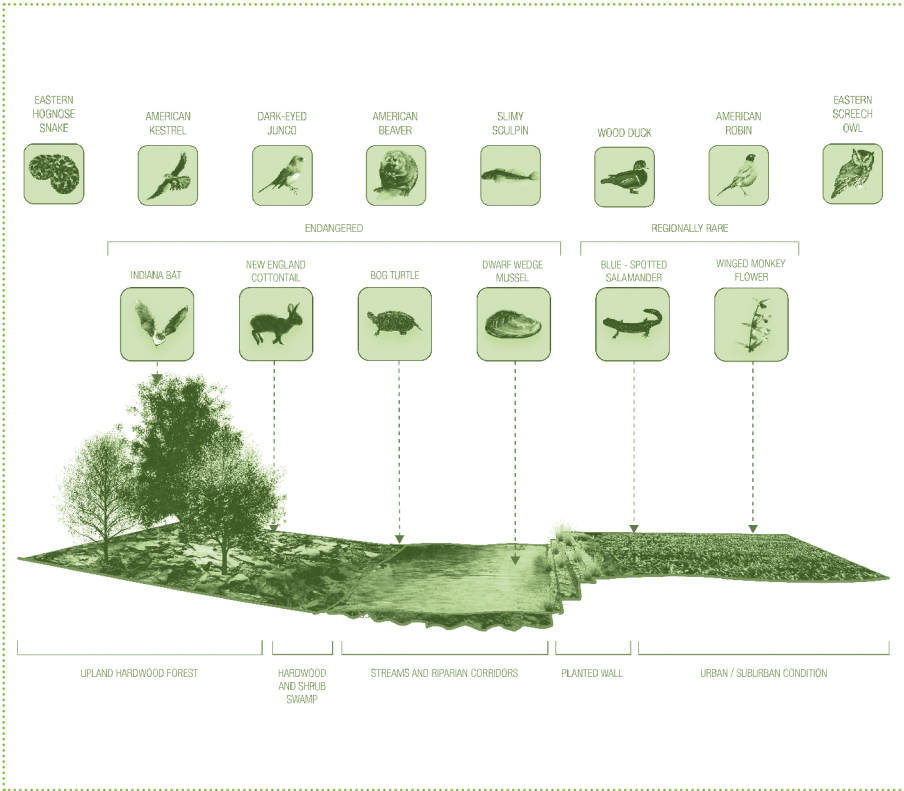 EASTERN
HOGNOSE
SNAKE
AMERICAN
KESTREL
DARK-EYED
JUNCO
AMERICAN
BEAVER
SLIMY
SCULPIN
WOOD DUCK
AMERICAN
ROBIN
EASTERN
SCREECH
OWL
ENDANGERED
REGIONALLY RARE
INDIANA BAT
NEW ENGLAND
COTTONTAIL
BOG TURTLE
DWARF WEDGE
MUSSEL
BLUE - SPOTTED
SALAMANDER
WINGED MONKEY
FLOWER
UPLAND HARDWOOD FOREST
HARDWOOD
AND SHRUB
SWAMP
STREAMS AND RIPARIAN CORRIDORS
PLANTED WALL
URBAN / SUBURBAN CONDITION